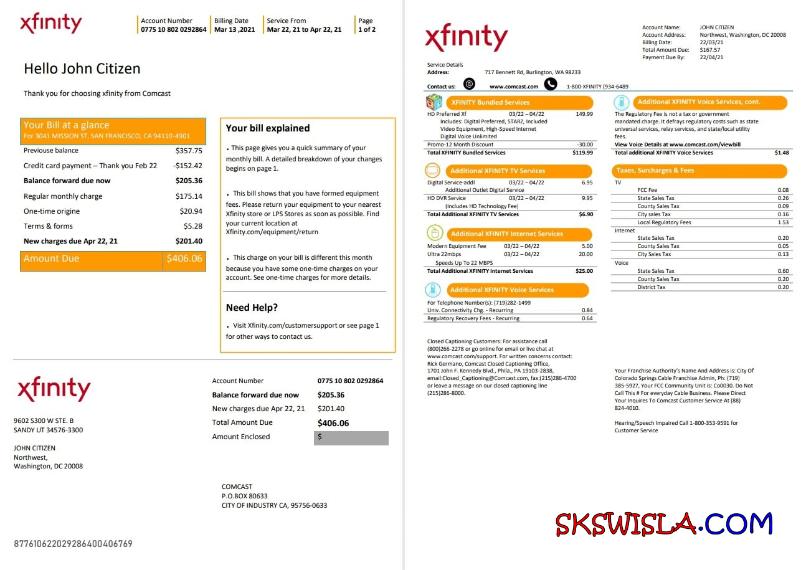 xfinity
Account Number
0775 10 802 0292864
Billing Date
Mar 13 ,2021
Service From
Mar 22, 21 to Apr 22, 21
Page
1 of 2
Hello John Citizen
Thank you for choosing xfinity from Comcast
Your Bill at a glance
For 3041 MISSION ST, SAN FRANCISCO, CA 94110-4901
Previouse balance $357.75
Credit card payment – Thank you Feb 22 -$152.42
Balance forward due now $205.36
Regular monthly charge $175.14
One-time origine $20.94
Terms & forms $5.28
New charges due Apr 22, 21 $201.40
Amount Due $406.06
Your bill explained
• This page gives you a quick summary of your
monthly bill. A detailed breakdown of your changes
begins on page 1.
• This bill shows that you have formed equipment
fees. Please return your equipment to your nearest
Xfinity store or LPS Stores as soon as possible. Find
your current location at
Xfinity.com/equipment/return
• This charge on your bill is different this month
because you have some one-time charges on your
account. See one-time charges for more details.
Need Help?
• Visit Xfinity.com/customersupport or see page 1
for other ways to contact us.
xfinity
9602 S300 W STE. B
SANDY UT 34576-3300
JOHN CITIZEN
Northwest,
Washington, DC 20008
Account Number 0775 10 802 0292864
Balance forward due now $205.36
New charges due Apr 22, 21 $201.40
Total Amount Due $406.06
Amount Enclosed $
COMCAST
P.O.BOX 80633
CITY OF INDUSTRY CA, 95756-0633
877610622029286400406769
xfinity
Account Name: JOHN CITIZEN
Account Address: Northwest, Washington, DC 20008
Billing Date: 22/03/21
Total Amount Due: $167.57
Payment Due By: 22/04/21
Service Details
Address: 717 Bennett Rd, Burlington, WA 98233
Contact us: www.comcast.com 1-800-XFINITY (934-6489
XFINITY Bundled Services
HD Preferred Xf 149.99
Includes: Digital Preferred, STARZ, Includes
Video Equipment, High-Speed Internet
Digital Voice Unlimited
Promo-12 Month Discount -30.00
Total XFINITY Bundled Services $119.99
Additional XFINITY TV Services
Digital Service-addl 03/22 – 04/22 6.95
Additional Outlet Digital Service
HD DVR Service 03/22 – 04/22 9.95
(Includes HD Technology Fee)
Total Additional XFINITY TV Services $6.90
Additional XFINITY Internet Services
Modern Equipment Fee 03/22 – 04/22 5.00
Ultra 22mbps 03/22 – 04/22 20.00
Speeds Up To 22 MBPS
Total Additional XFINITY Internet Services $25.00
Additional XFINITY Voice Services
For Telephone Number(s): (719)282-1499
Univ. Connectivity Chg. - Recurring 0.84
Regulatory Recovery Fees - Recurring 0.64
Closed Captioning Customers: For assistance call
(800)266-2278 or go online for email or live chat at
www.comcast.com/support. For written concerns contact:
Rick Germano, Comcast Closed Captioning Office,
1701 John F. Kennedy Blvd., Phila., PA 19103-2838,
email:Closed_Captioning@Comcast.com, fax:(215)286-4700
or leave a message on our closed captioning line
(215)286-8000.
Additional XFINITY Voice Services, cont.
The Regulatory Fee is not a tax or government
mandated charge. It defrays regulatory costs such as state
universal services, relay services, and state/local utility
fees.
View Voice Details at www.comcast.com/viewbill
Total additional XFINITY Voice Services $1.48
Taxes, Surcharges & Fees
TV
FCC Fee 0.08
State Sales Tax 0.26
County Sales Tax 0.09
City sales Tax 0.16
Local Regulatory Fees 1.53
Internet
State Sales Tax 0.20
County Sales Tax 0.05
City Sales Tax 0.13
Voice
State Sales Tax 0.60
County Sales Tax 0.20
District Tax 0.20
Your Franchise Authority's Name And Address is: City Of
Colorado Springs Cable Franchise Admin, Ph: (719)
385-5927, Your FCC Community Unit is: Co0030. Do Not
Call This # For everyday Cable Business. Please Direct
Your Inquires To Comcast Customer Service At (88)
824-4010.
Hearing/Speech Impaired Call 1-800-353-9591 for
Customer Service
SKSWISLA.COM